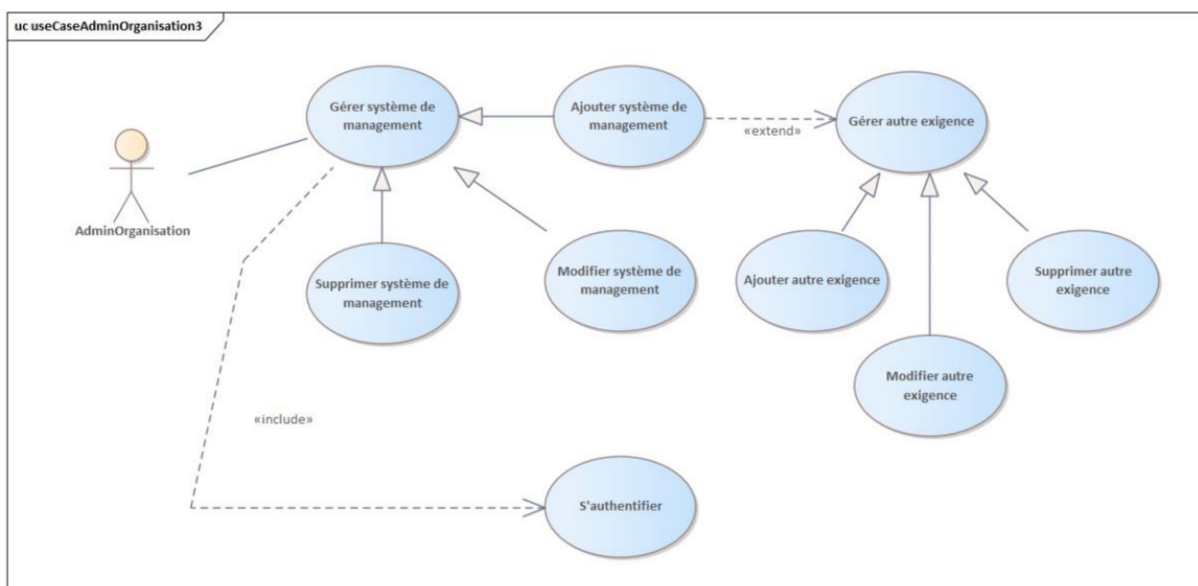 uc useCaseAdminOrganisation3
Gérer système de
management
Ajouter système de
management
«extend»
Gérer autre exigence
AdminOrganisation
Supprimer système de
management
Modifier système de
management
Ajouter autre exigence
Supprimer autre
exigence
Modifier autre
exigence
«include»
S'authentifier